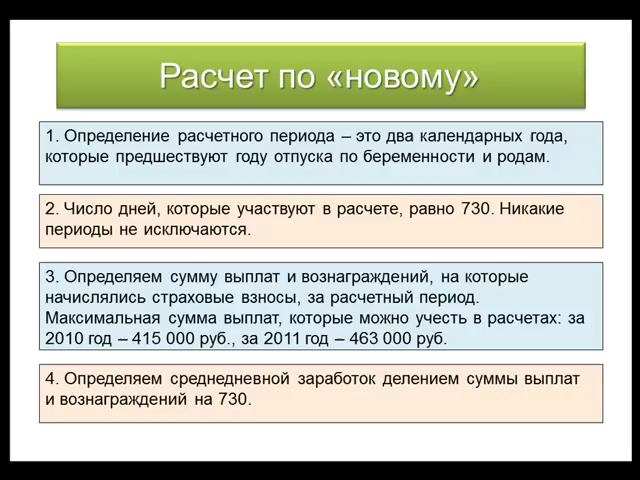 Расчет по «новому»
1. Определение расчетного периода – это два календарных года,
которые предшествуют году отпуска по беременности и родам.
2. Число дней, которые участвуют в расчете, равно 730. Никакие
периоды не исключаются.
3. Определяем сумму выплат и вознаграждений, на которые
начислялись страховые взносы, за расчетный период.
Максимальная сумма выплат, которые можно учесть в расчетах: за
2010 год – 415 000 руб., за 2011 год – 463 000 руб.
4. Определяем среднедневной заработок делением суммы выплат
и вознаграждений на 730.